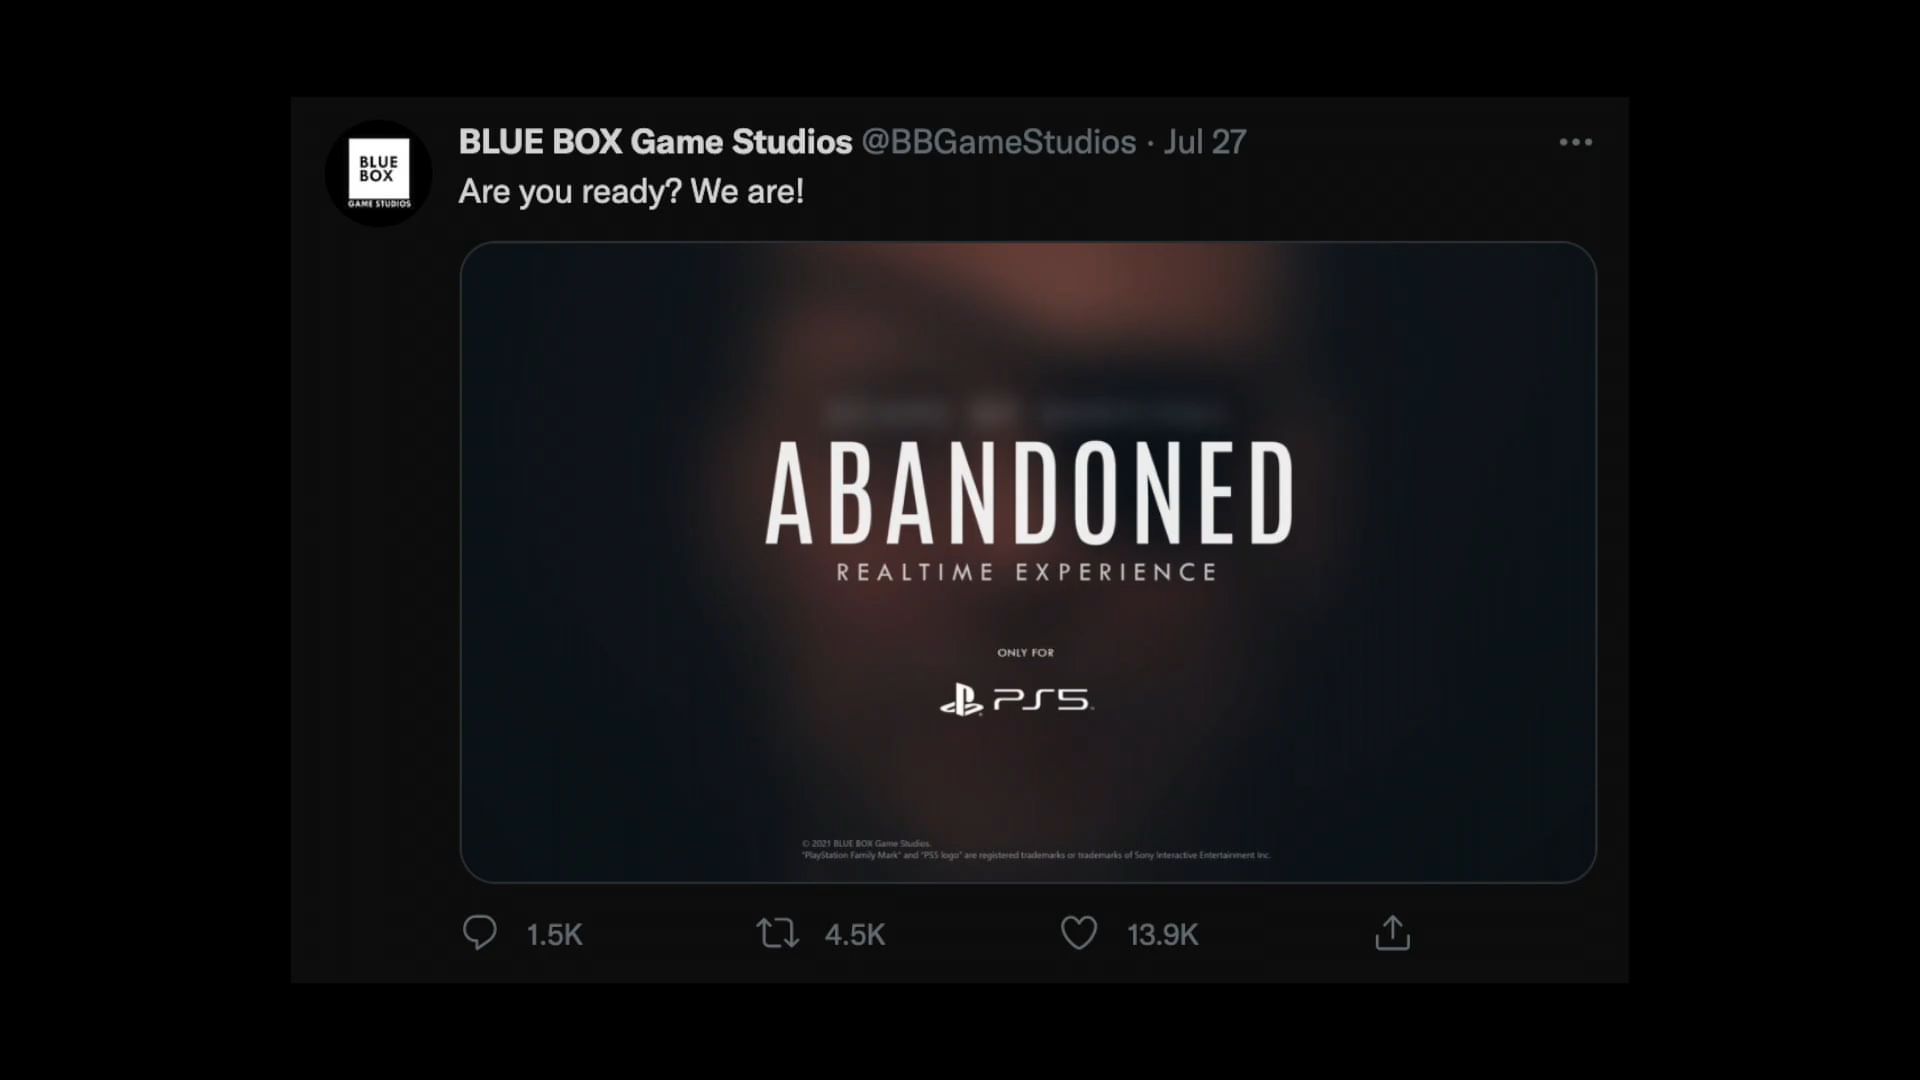 BLUE BOX Game Studios @BBGameStudios · Jul 27
BLUE
BOX
GAME STUDIOS
Are you ready? We are!
ABANDONED
REALTIME EXPERIENCE
ONLY FOR
PS5
© 2021 BLUE BOX Game Studios.
"PlayStation Family Mark" and "PS5 logo" are registered trademarks or trademarks of Sony Interactive Entertainment Inc.
1.5K 4.5K 13.9K